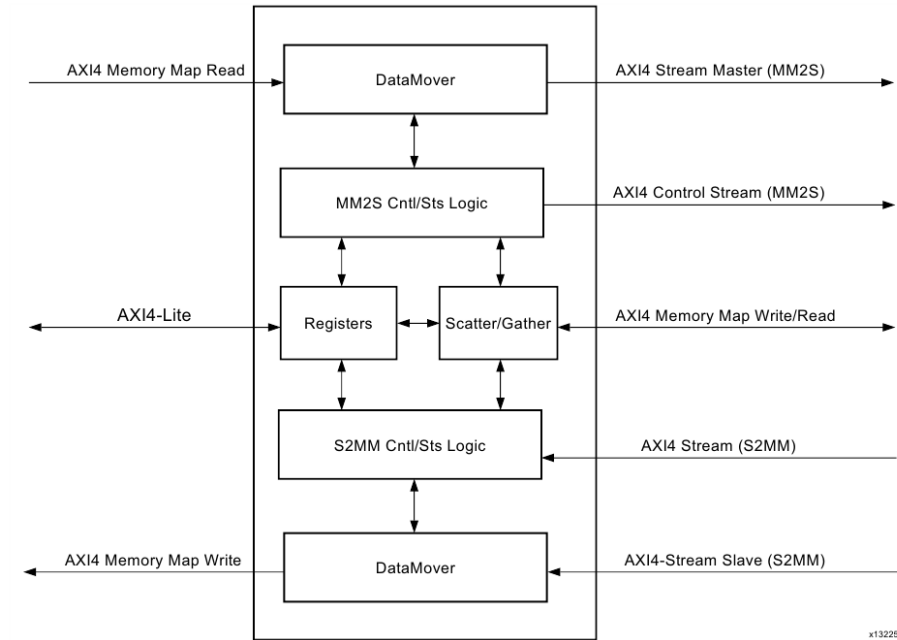 AXI4 Memory Map Read
DataMover
AXI4 Stream Master (MM2S)
MM2S Cntl/Sts Logic
AXI4 Control Stream (MM2S)
AXI4-Lite
Registers
Scatter/Gather
AXI4 Memory Map Write/Read
S2MM Cntl/Sts Logic
AXI4 Stream (S2MM)
AXI4 Memory Map Write
DataMover
AXI4-Stream Slave (S2MM)
x13225